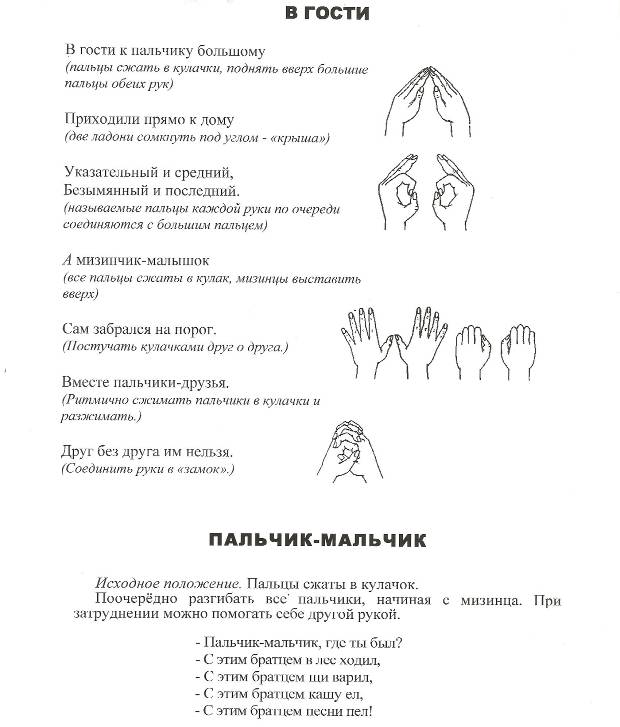 В ГОСТИ
В гости к пальчику большому
(пальцы сжать в кулачки, поднять вверх большие
пальцы обеих рук)
Приходили прямо к дому
(две ладони сомкнуть под углом - «крыша»)
Указательный и средний,
Безымянный и последний.
(называемые пальцы каждой руки по очереди
соединяются с большим пальцем)
А мизинчик-малышок
(все пальцы сжаты в кулак, мизинцы выставить
вверх)
Сам забрался на порог.
(Постучать кулачками друг о друга.)
Вместе пальчики-друзья.
(Ритмично сжимать пальчики в кулачки и
разжимать.)
Друг без друга им нельзя.
(Соединить руки в «замок».)
ПАЛЬЧИК-МАЛЬЧИК
Исходное положение. Пальцы сжаты в кулачок.
Поочерёдно разгибать все пальчики, начиная с мизинца. При
затруднении можно помогать себе другой рукой.
- Пальчик-мальчик, где ты был?
- С этим братцем в лес ходил,
- С этим братцем щи варил,
- С этим братцем кашу ел,
- С этим братцем песни пел!